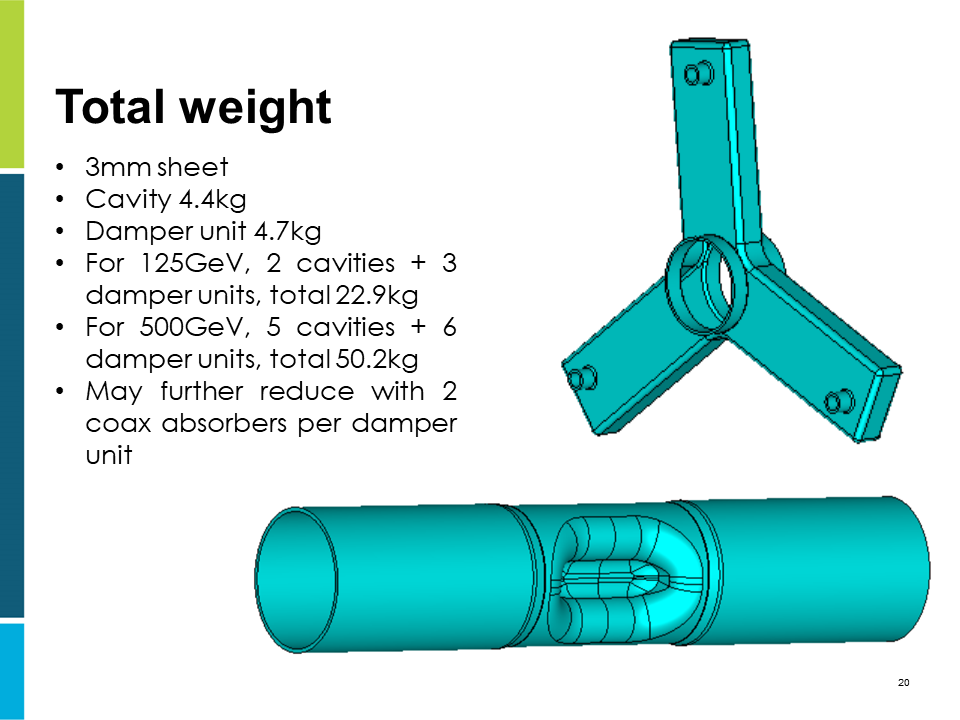 Total weight
• 3mm sheet
• Cavity 4.4kg
• Damper unit 4.7kg
• For 125GeV, 2 cavities + 3
damper units, total 22.9kg
• For 500GeV, 5 cavities + 6
damper units, total 50.2kg
• May further reduce with 2
coax absorbers per damper
unit
20